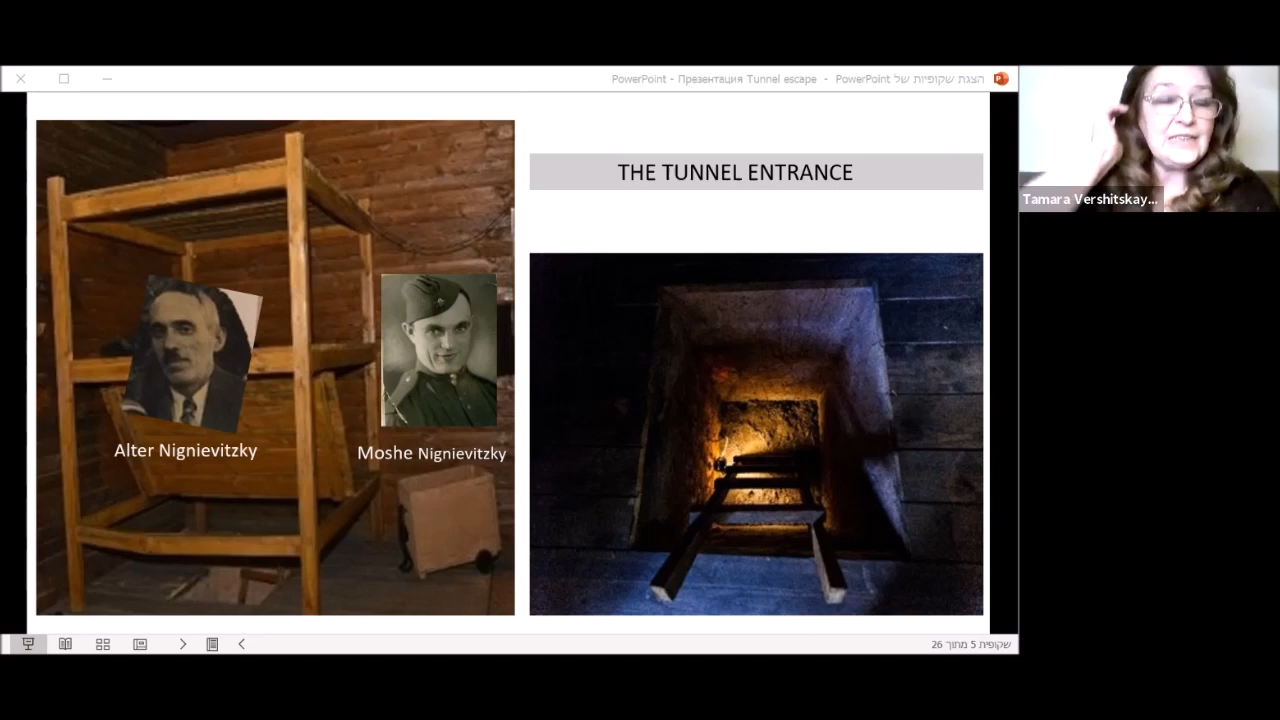 PowerPoint - Презентация Tunnel escape - PowerPoint הצגת שקופיות של
THE TUNNEL ENTRANCE
Alter Nignievitzky
Moshe Nignievitzky
Tamara Vershitskay...
שקופית 5 מתוך 26